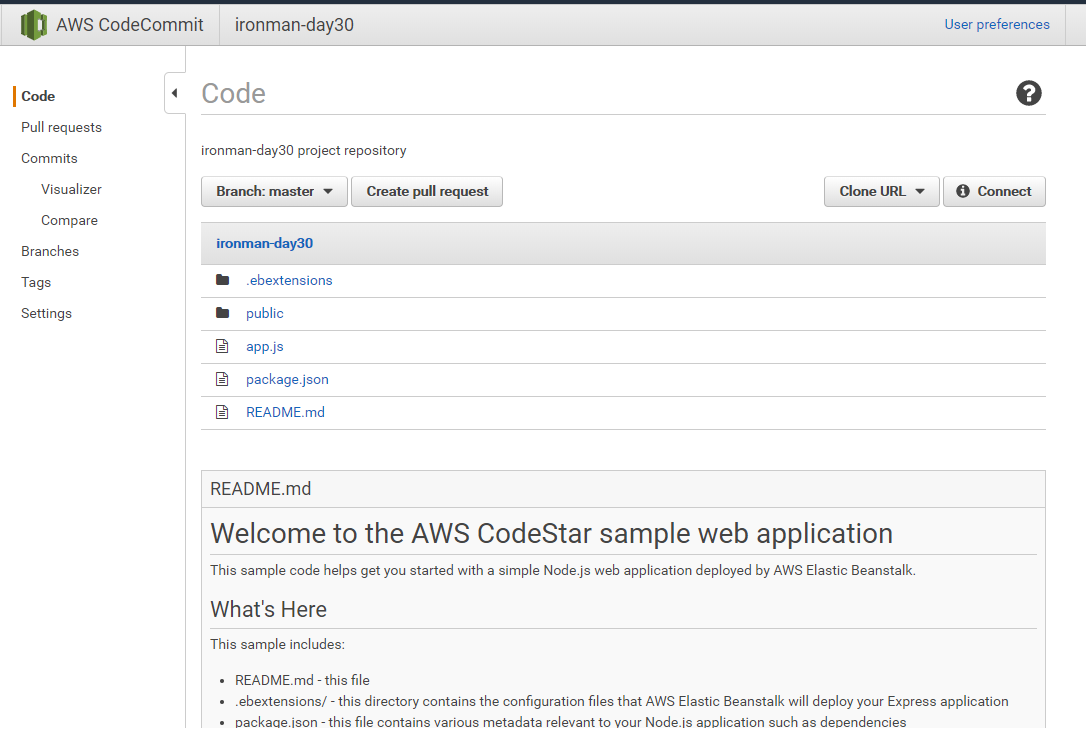 AWS CodeCommit
ironman-day30
User preferences
Code
Pull requests
Commits
Visualizer
Compare
Branches
Tags
Settings
Code
ironman-day30 project repository
Branch: master
Create pull request
Clone URL
Connect
ironman-day30
.ebextensions
public
app.js
package.json
README.md
README.md
Welcome to the AWS CodeStar sample web application
This sample code helps get you started with a simple Node.js web application deployed by AWS Elastic Beanstalk.
What's Here
This sample includes:
• README.md - this file
• .ebextensions/ - this directory contains the configuration files that AWS Elastic Beanstalk will deploy your Express application
• package.json - this file contains various metadata relevant to your Node.js application such as dependencies